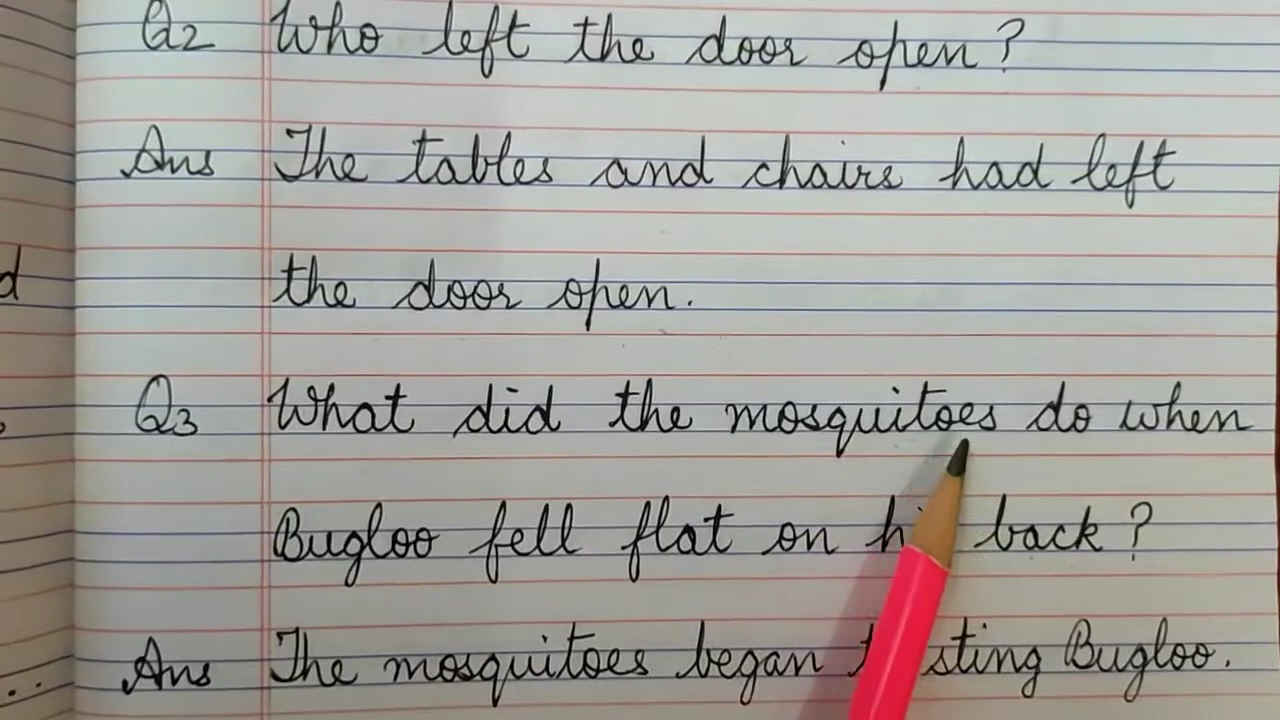 Q2 Who left the door open?
Ans The tables and chairs had left
the door open.
Q3 What did the mosquitoes do when
Bugloo fell flat on back?
Ans The mosquitoes began Bugloo.